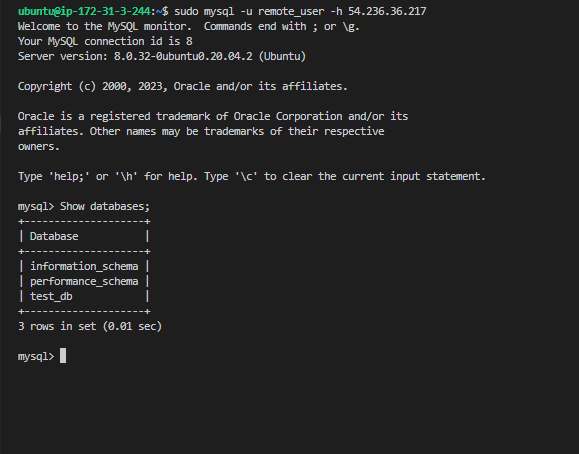 ubuntu@ip-172-31-3-244:~$ sudo mysql -u remote_user -h 54.236.36.217
Welcome to the MySQL monitor.  Commands end with ; or \g.
Your MySQL connection id is 8
Server version: 8.0.32-0ubuntu0.20.04.2 (Ubuntu)

Copyright (c) 2000, 2023, Oracle and/or its affiliates.

Oracle is a registered trademark of Oracle Corporation and/or its
affiliates. Other names may be trademarks of their respective
owners.

Type 'help;' or '\h' for help. Type '\c' to clear the current input statement.

mysql> Show databases;
+--------------------+
| Database           |
+--------------------+
| information_schema |
| performance_schema |
| test_db            |
+--------------------+
3 rows in set (0.01 sec)

mysql>